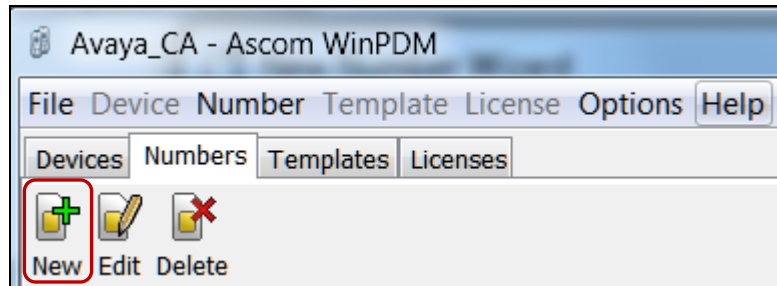 Avaya_CA - Ascom WinPDM
File Device Number Template License Options Help
Devices Numbers Templates Licenses
New Edit Delete